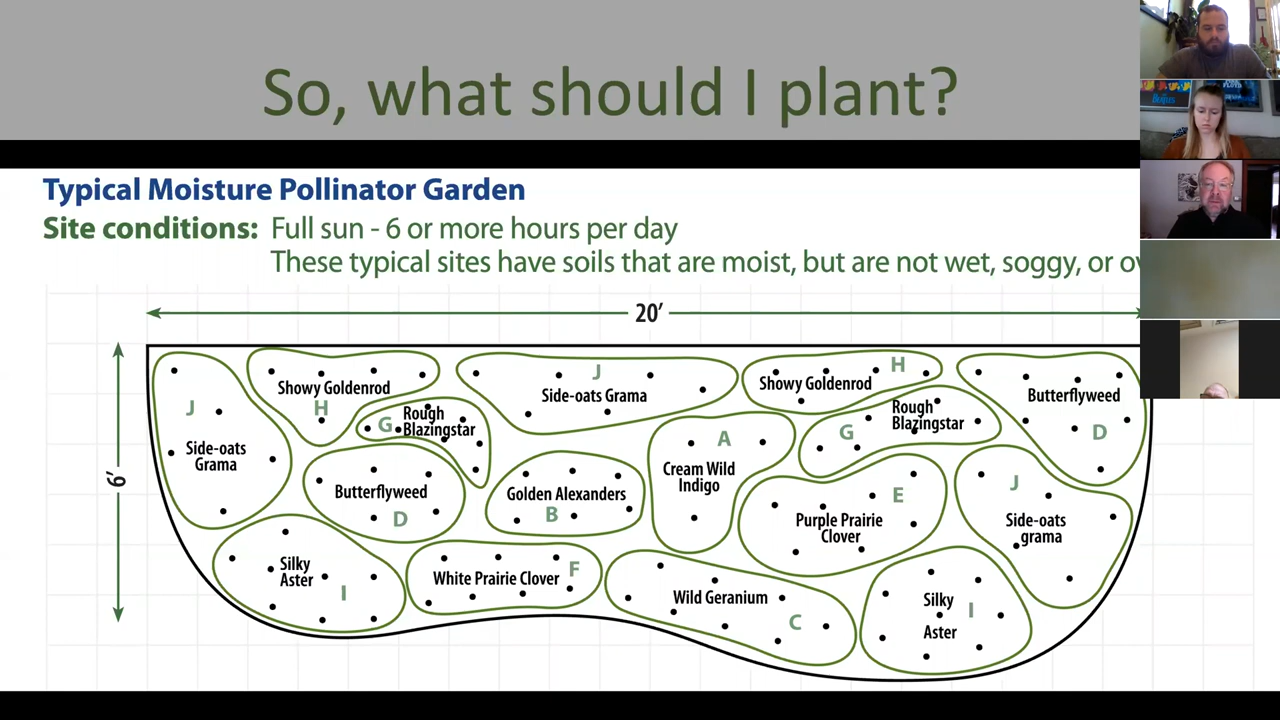 So, what should I plant?
Typical Moisture Pollinator Garden
Site conditions: Full sun - 6 or more hours per day
These typical sites have soils that are moist, but are not wet, soggy, or
20'
6'
J
Side-oats
Grama
Showy Goldenrod
H
G
Rough
Blazingstar
J
Side-oats Grama
Showy Goldenrod
H
Rough
Blazingstar
G
Butterflyweed
D
Butterflyweed
D
Golden Alexanders
B
A
Cream Wild
Indigo
E
Purple Prairie
Clover
J
Side-oats
grama
Silky
Aster
I
White Prairie Clover
F
Wild Geranium
C
Silky
Aster
I